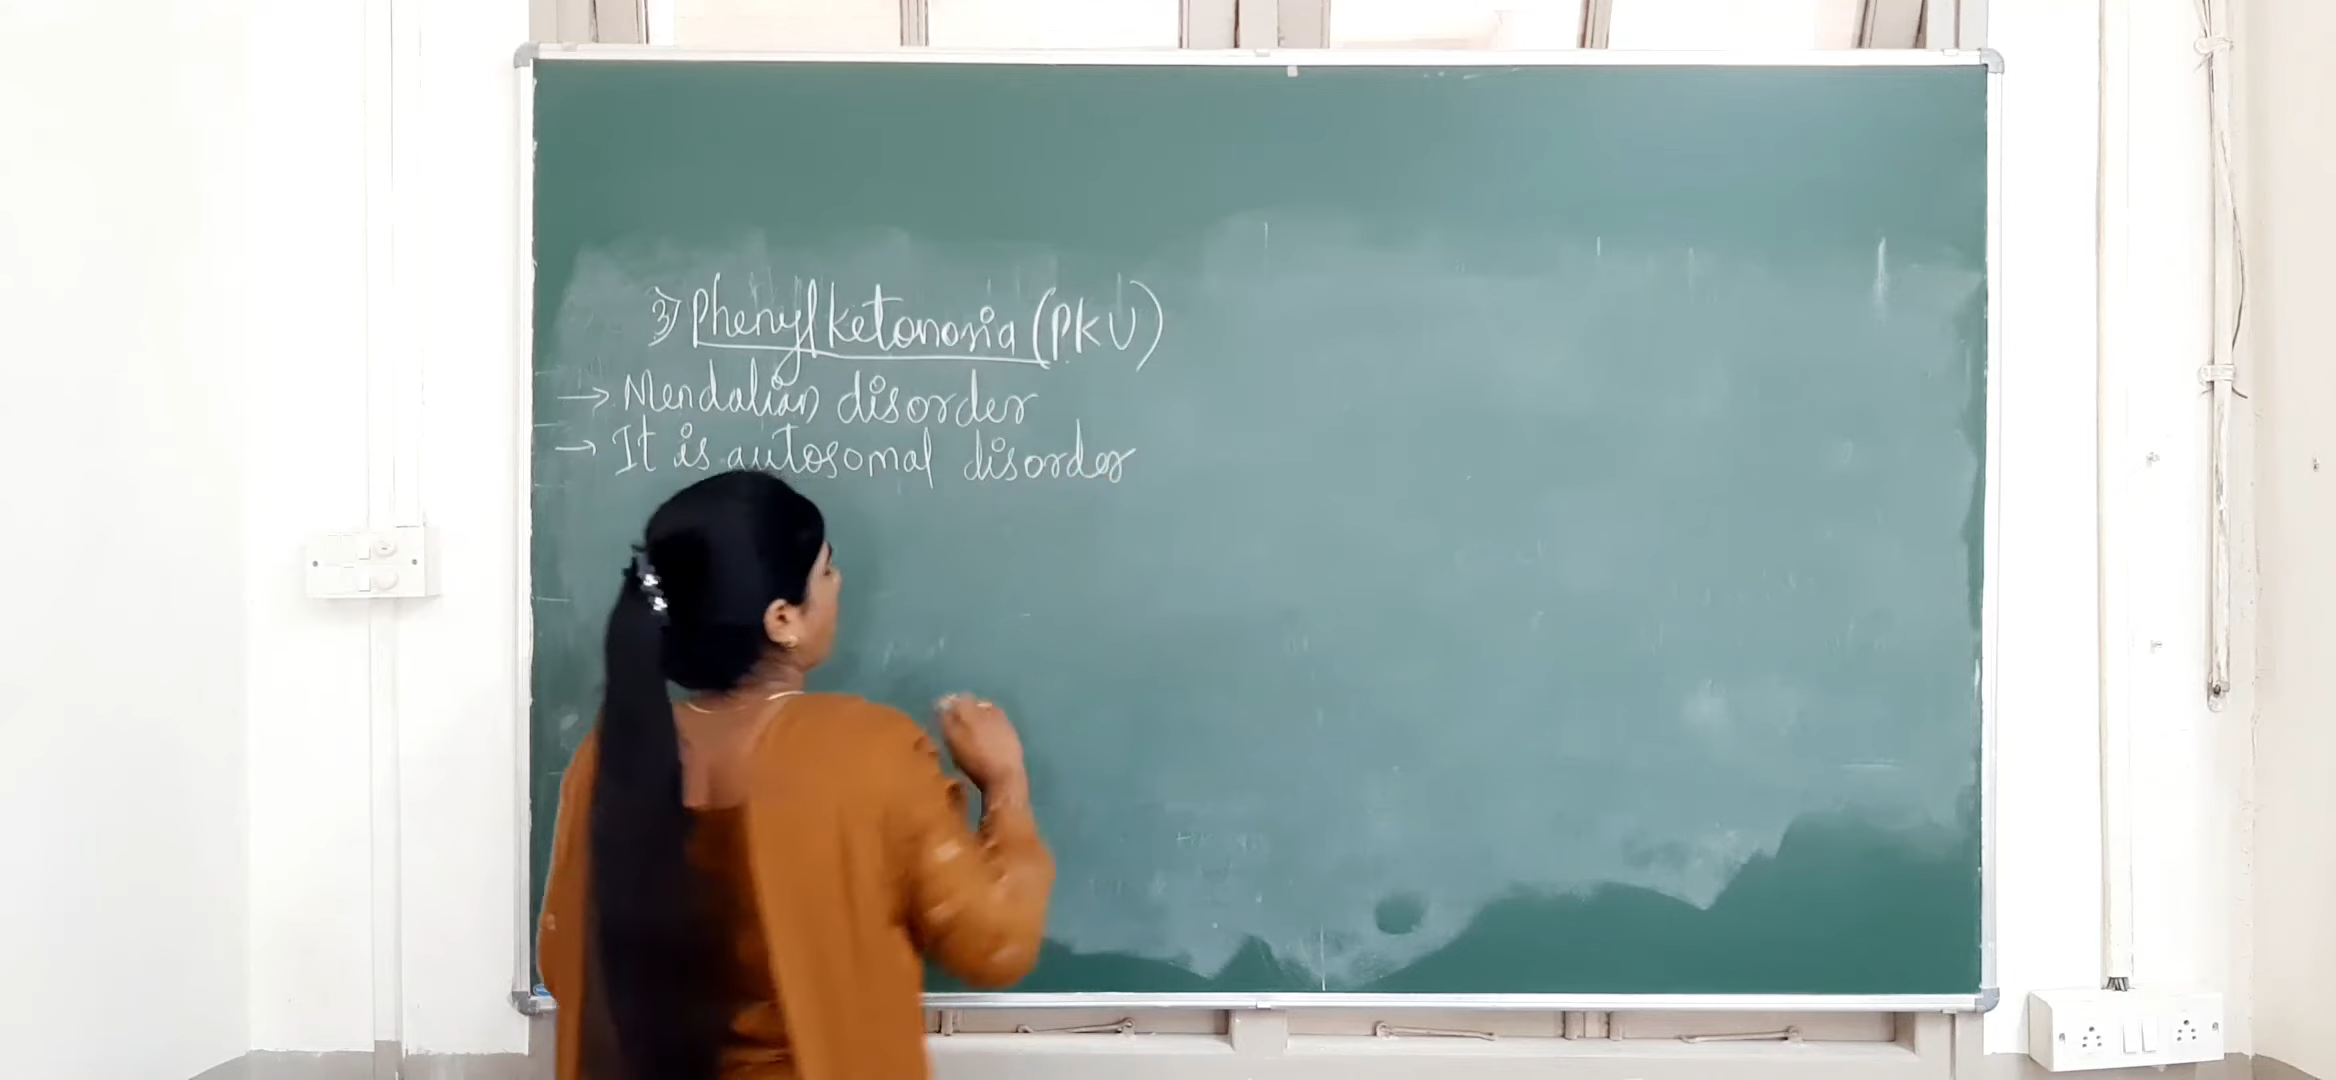 3) Phenylketonoria (PKU)
→ Mendalian disorder
→ It is autosomal disorder